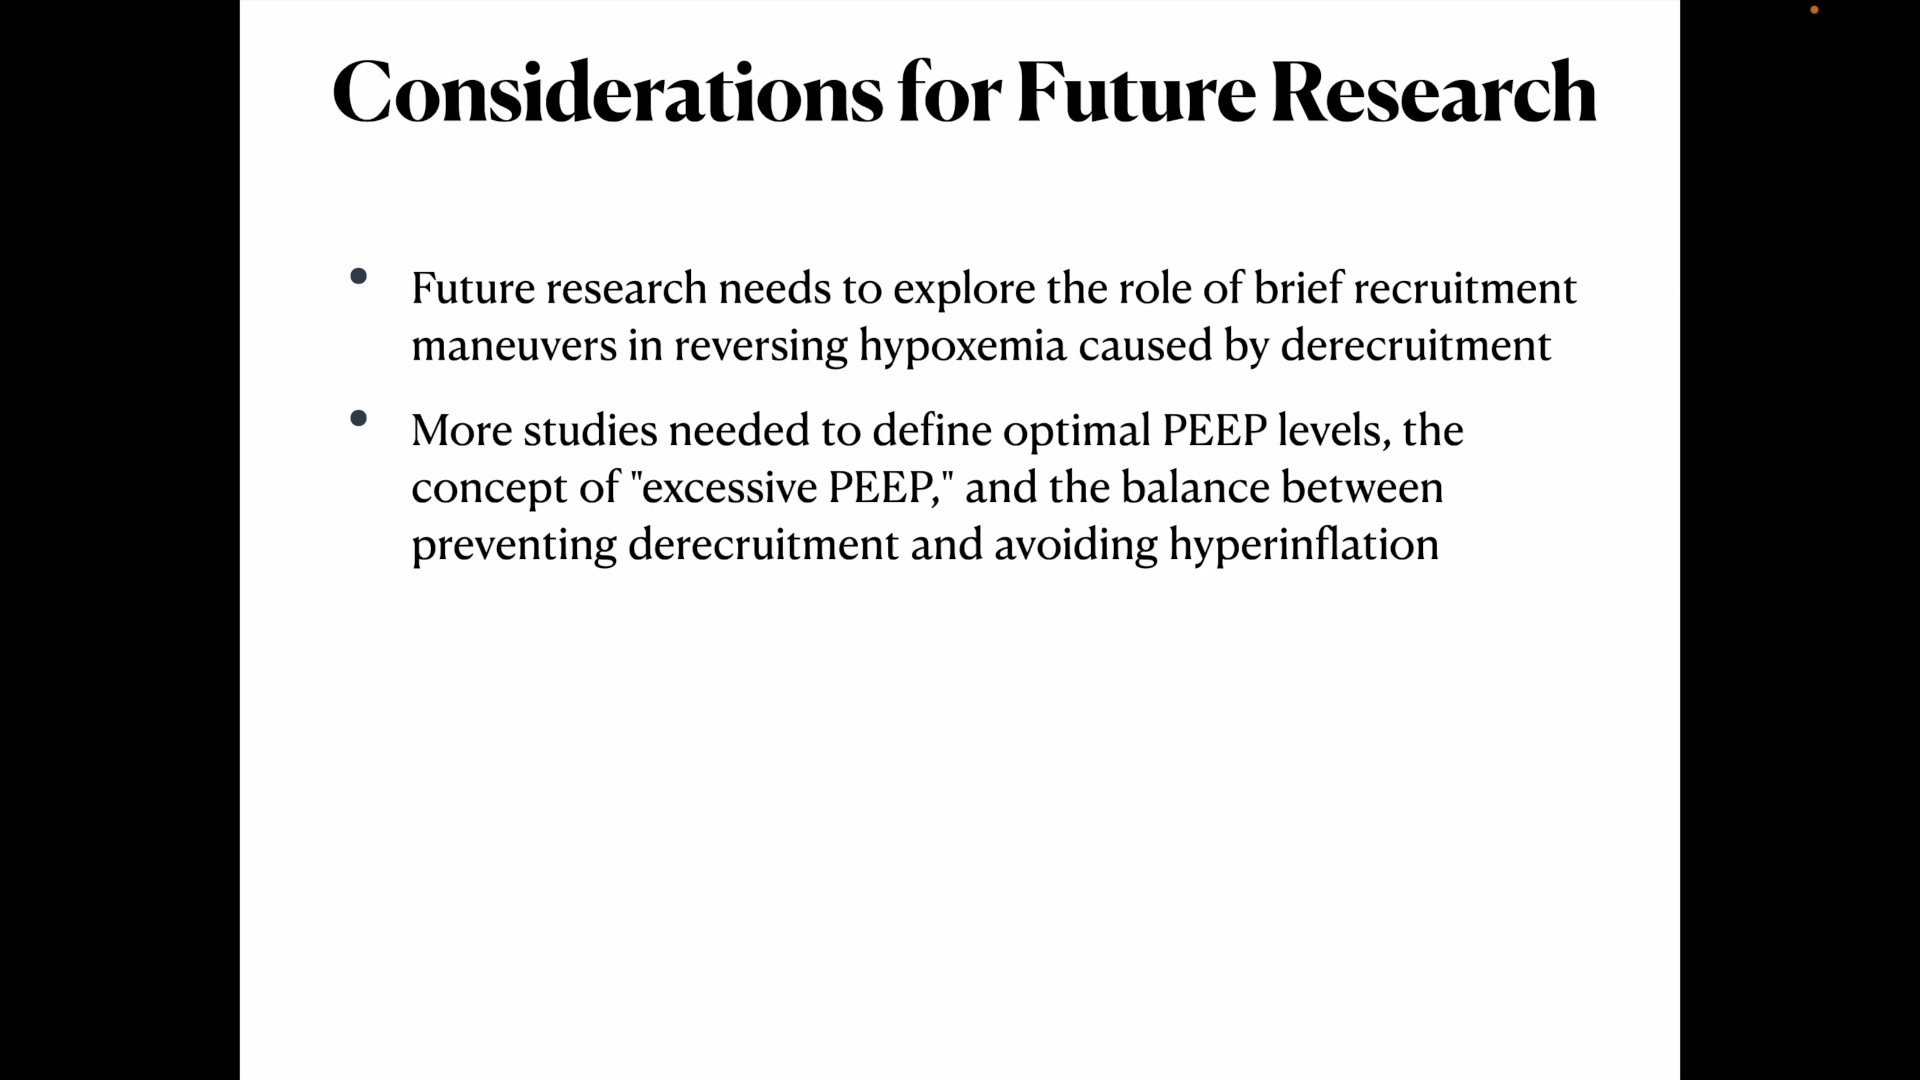 Considerations for Future Research
• Future research needs to explore the role of brief recruitment
maneuvers in reversing hypoxemia caused by derecruitment
• More studies needed to define optimal PEEP levels, the
concept of "excessive PEEP," and the balance between
preventing derecruitment and avoiding hyperinflation